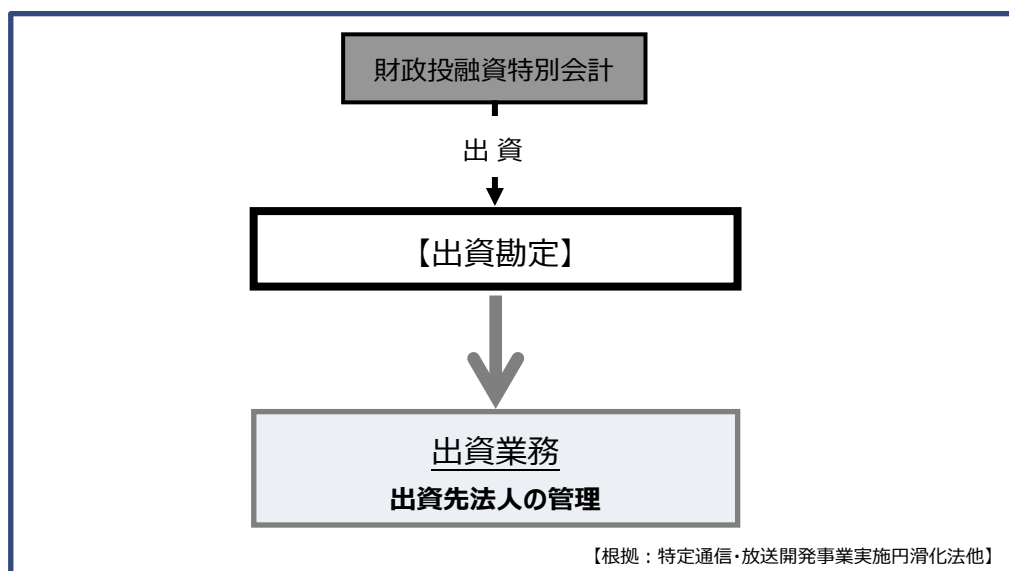 財政投融資特別会計
出 資
【出資勘定】
出資業務
出資先法人の管理
【根拠：特定通信・放送開発事業実施円滑化法他】